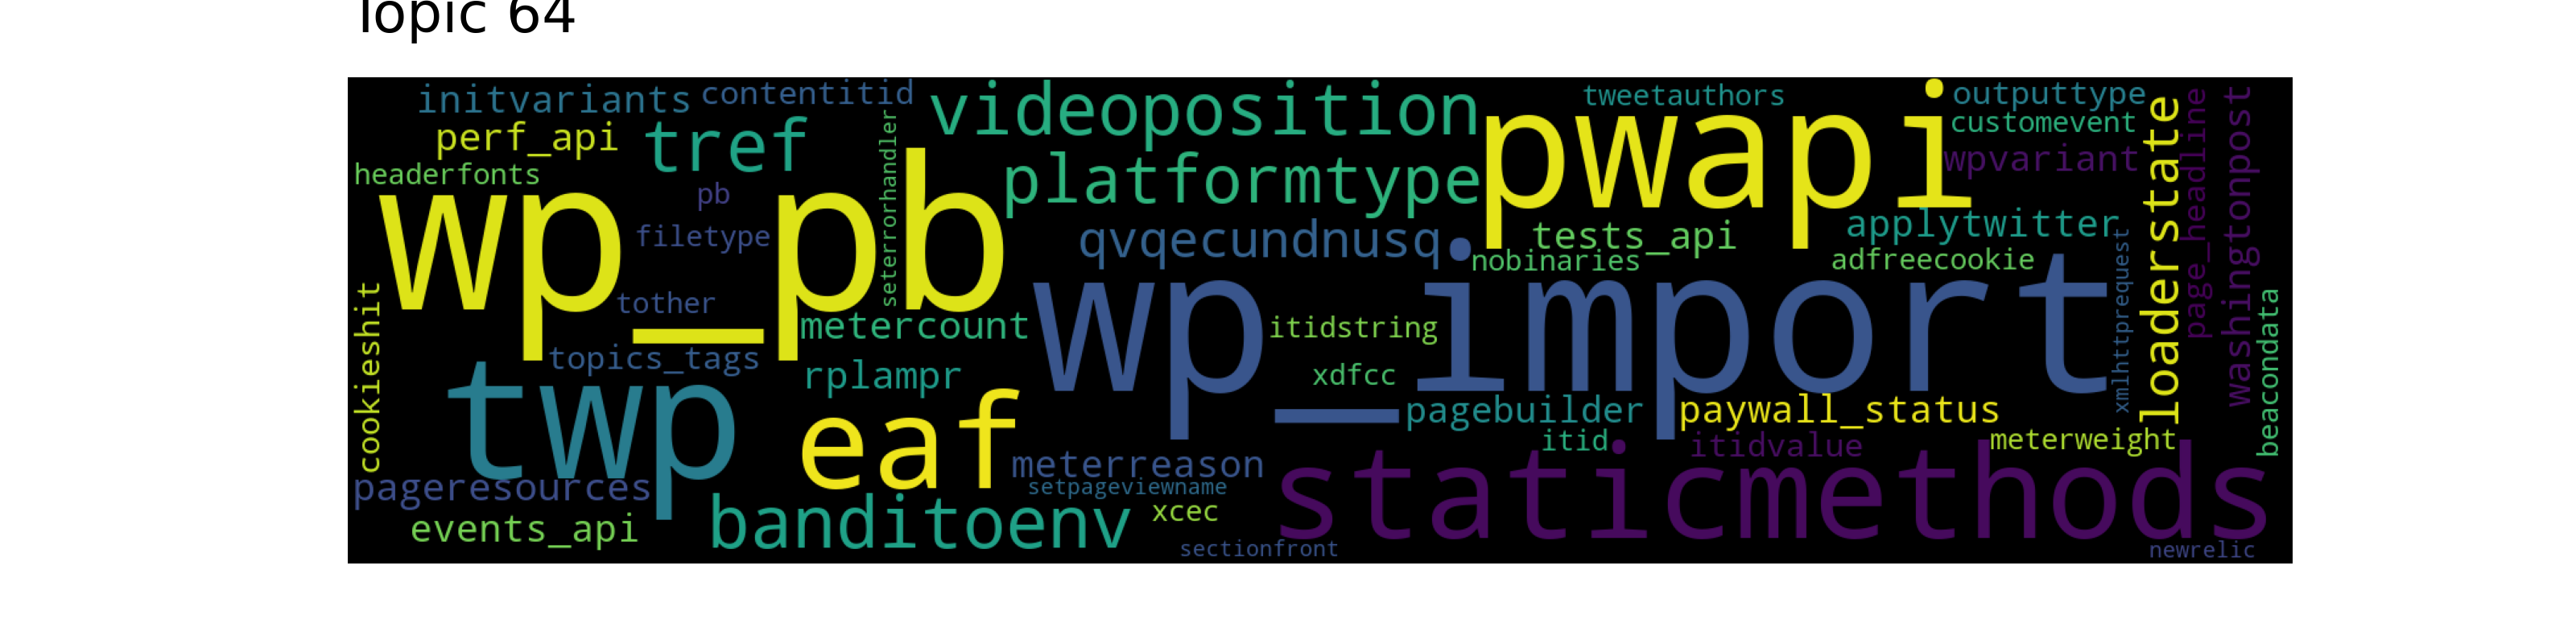 Topic 64
initvariants
contentitid
videoposition
tweetauthors
outputtype
perf_api
tref
seterrorhandler
platformtype
pwapi
customevent
wpvariant
headerfonts
pb
wp_pb
filetype
qvqecundnusq
tests_api
nobinaries
applytwitter
adfreecookie
loaderstate
page_headline
washingtonpost
xmlhttprequest
tother
metercount
wp_import
itidstring
cookieshit
topics_tags
rplampr
xdfcc
beacondata
twp
eaf
pagebuilder
paywall_status
itid
itidvalue
meterweight
pageresources
meterreason
setpageviewname
staticmethods
events_api
banditoenv
xcec
sectionfront
newrelic